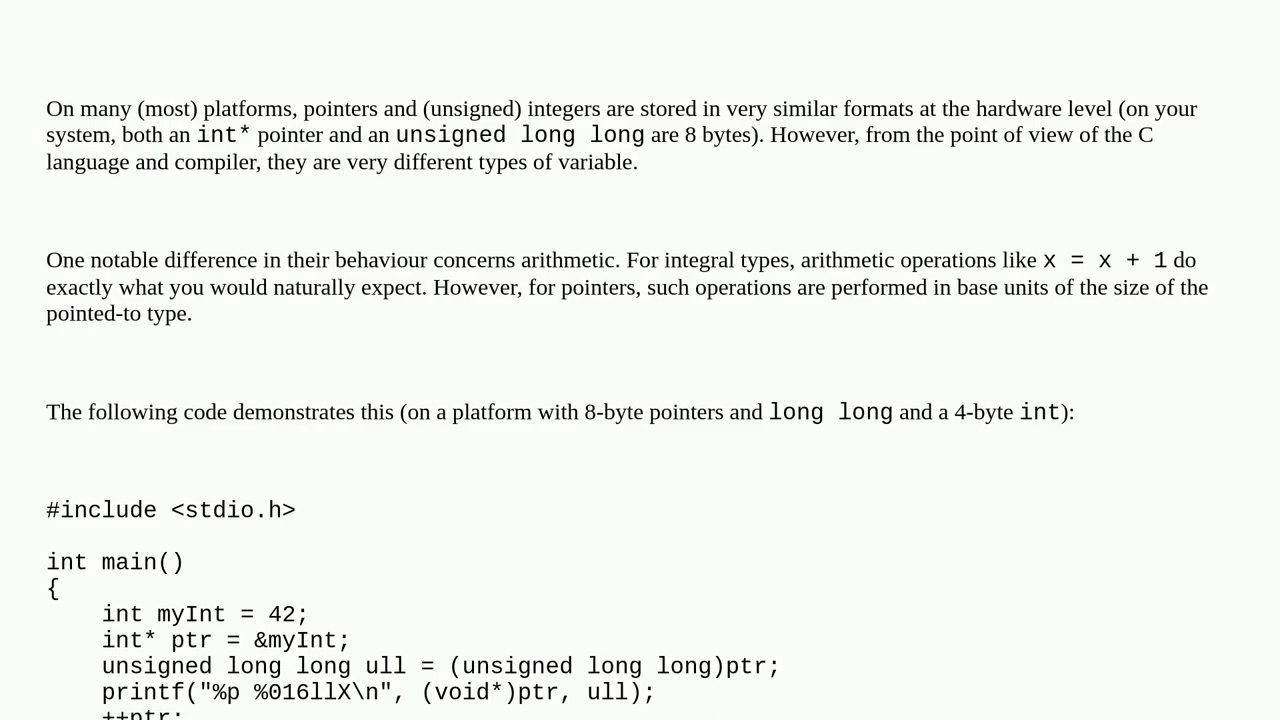 On many (most) platforms, pointers and (unsigned) integers are stored in very similar formats at the hardware level (on your
system, both an int* pointer and an unsigned long long are 8 bytes). However, from the point of view of the C
language and compiler, they are very different types of variable.
One notable difference in their behaviour concerns arithmetic. For integral types, arithmetic operations like x = x + 1 do
exactly what you would naturally expect. However, for pointers, such operations are performed in base units of the size of the
pointed-to type.
The following code demonstrates this (on a platform with 8-byte pointers and long long and a 4-byte int):
#include <stdio.h>
int main()
{
    int myInt = 42;
    int* ptr = &myInt;
    unsigned long long ull = (unsigned long long)ptr;
    printf("%p %016llX\n", (void*)ptr, ull);
    ++ptr;